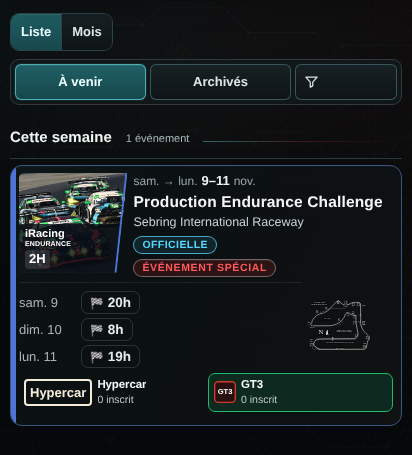 Liste Mois
À venir Archivés
Cette semaine 1 événement
sam. → lun. 9–11 nov.
Production Endurance Challenge
Sebring International Raceway
OFFICIELLE
ÉVÉNEMENT SPÉCIAL
iRacing
ENDURANCE
2H
sam. 9 20h
dim. 10 8h
lun. 11 19h
N
Hypercar Hypercar
0 inscrit
GT3 GT3
0 inscrit